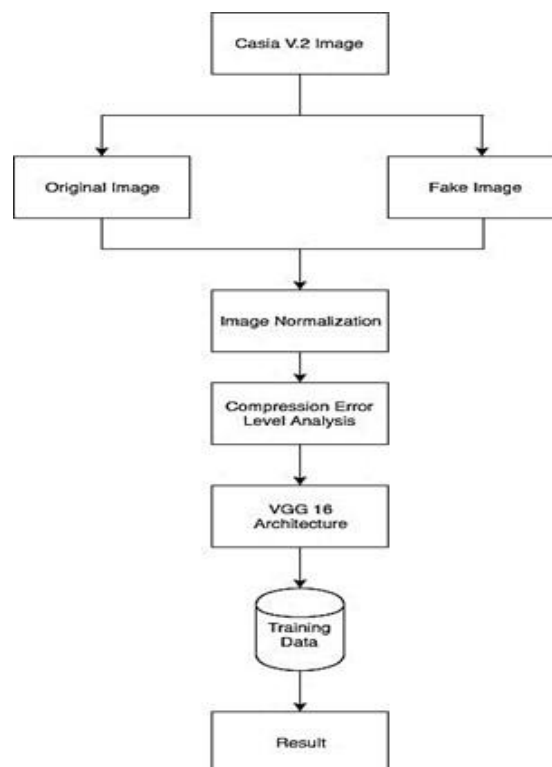 Casia V.2 Image
Original Image
Fake Image
Image Normalization
Compression Error
Level Analysis
VGG 16
Architecture
Training
Data
Result